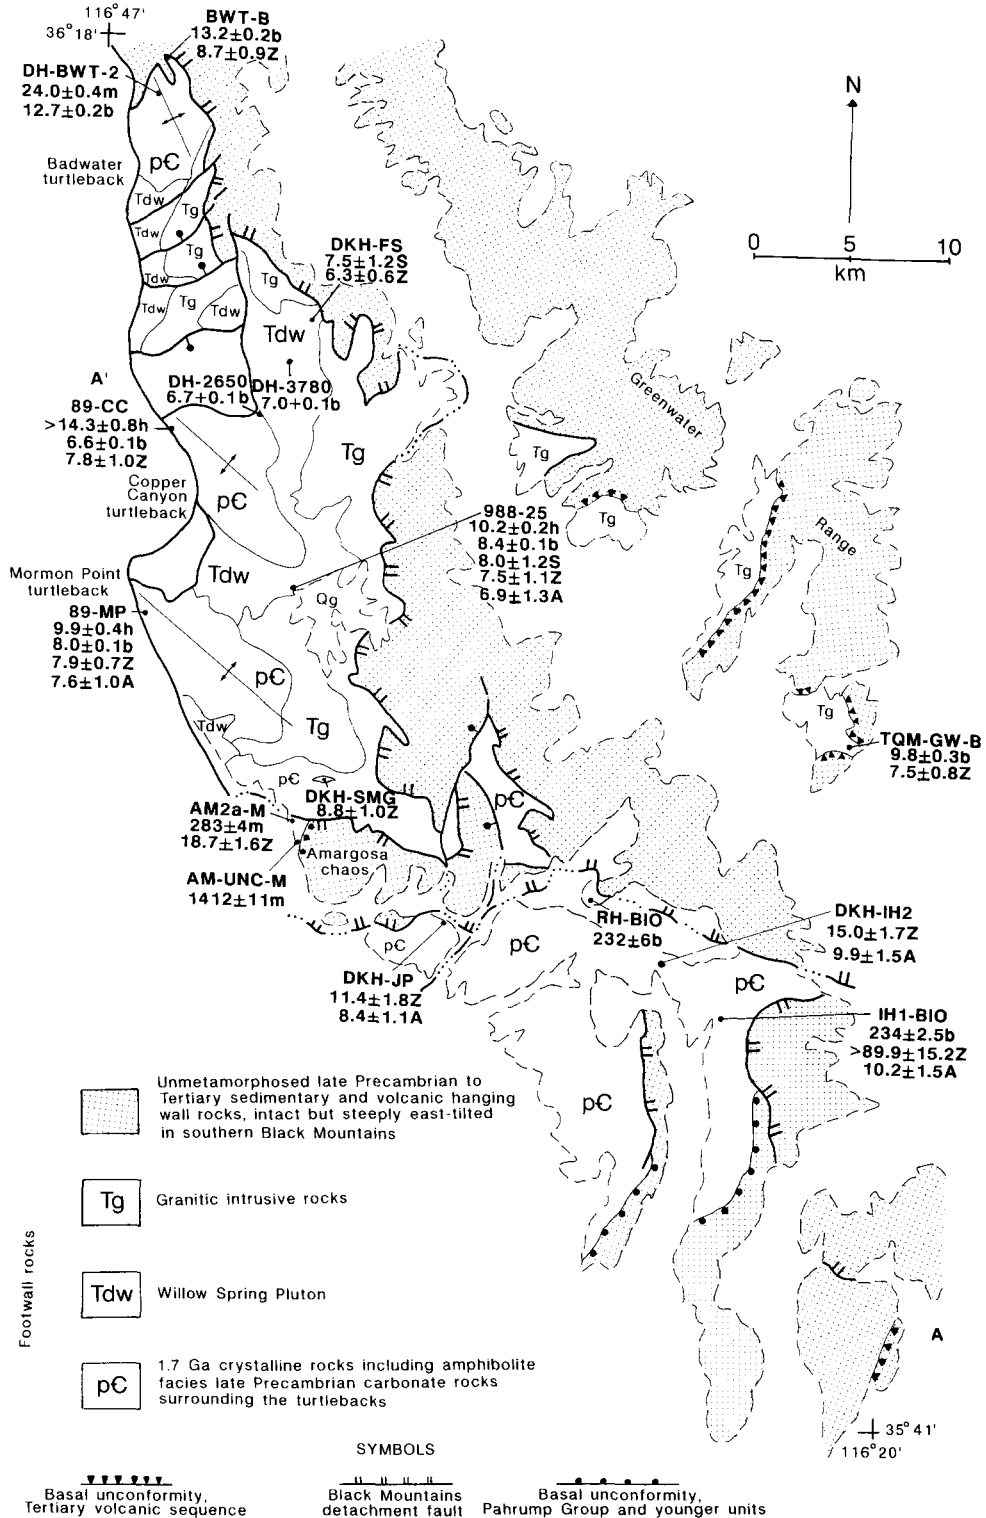 116°47'
36°18'
BWT-B
13.2±0.2b
8.7±0.9Z
DH-BWT-2
24.0±0.4m
12.7±0.2b
pЄ
Badwater
turtleback
Tdw
Tg
Tdw
Tg
Tdw
Tdw
Tg
Tdw
Tg
Tdw
DKH-FS
7.5±1.2S
6.3±0.6Z
N
0 5 10
km
A'
89-CC
>14.3±0.8h
6.6±0.1b
7.8±1.0Z
DH-2650
6.7+0.1b
DH-3780
7.0+0.1b
Tg
Copper
Canyon
turtleback
pЄ
Greenwater
Range
Tg
Tg
Tg
988-25
10.2±0.2h
8.4±0.1b
8.0±1.2S
7.5±1.1Z
6.9±1.3A
Tdw
Qg
Mormon Point
turtleback
89-MP
9.9±0.4h
8.0±0.1b
7.9±0.7Z
7.6±1.0A
pЄ
Tg
Tdw
Tg
TQM-GW-B
9.8±0.3b
7.5±0.8Z
pЄ
DKH-SMG
8.8±1.0Z
pЄ
AM2a-M
283±4m
18.7±1.6Z
Amargosa
chaos
AM-UNC-M
1412±11m
RH-BIO
232±6b
DKH-IH2
15.0±1.7Z
9.9±1.5A
pЄ
pЄ
pЄ
DKH-JP
11.4±1.8Z
8.4±1.1A
IH1-BIO
234±2.5b
>89.9±15.2Z
10.2±1.5A
pЄ
A
35°41'
116°20'
Unmetamorphosed late Precambrian to
Tertiary sedimentary and volcanic hanging
wall rocks, intact but steeply east-tilted
in southern Black Mountains
Tg
Granitic intrusive rocks
Tdw
Willow Spring Pluton
pЄ
1.7 Ga crystalline rocks including amphibolite
facies late Precambrian carbonate rocks
surrounding the turtlebacks
Footwall rocks
SYMBOLS
Basal unconformity,
Tertiary volcanic sequence
Black Mountains
detachment fault
Basal unconformity,
Pahrump Group and younger units